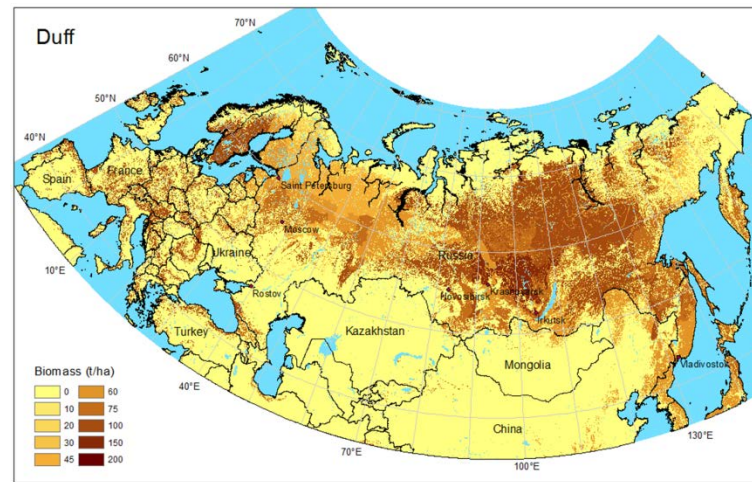 Duff
70°N
60°N
50°N
40°N
Spain
France
Saint Petersburg
Moscow
Ukraine
Russia
10°E
Rostov
Novosibirsk
Krasnoyarsk
Irkutsk
Turkey
Kazakhstan
Mongolia
Vladivostok
40°E
China
70°E
100°E
130°E
Biomass (t/ha)
0 60
10 75
20 100
30 150
45 200